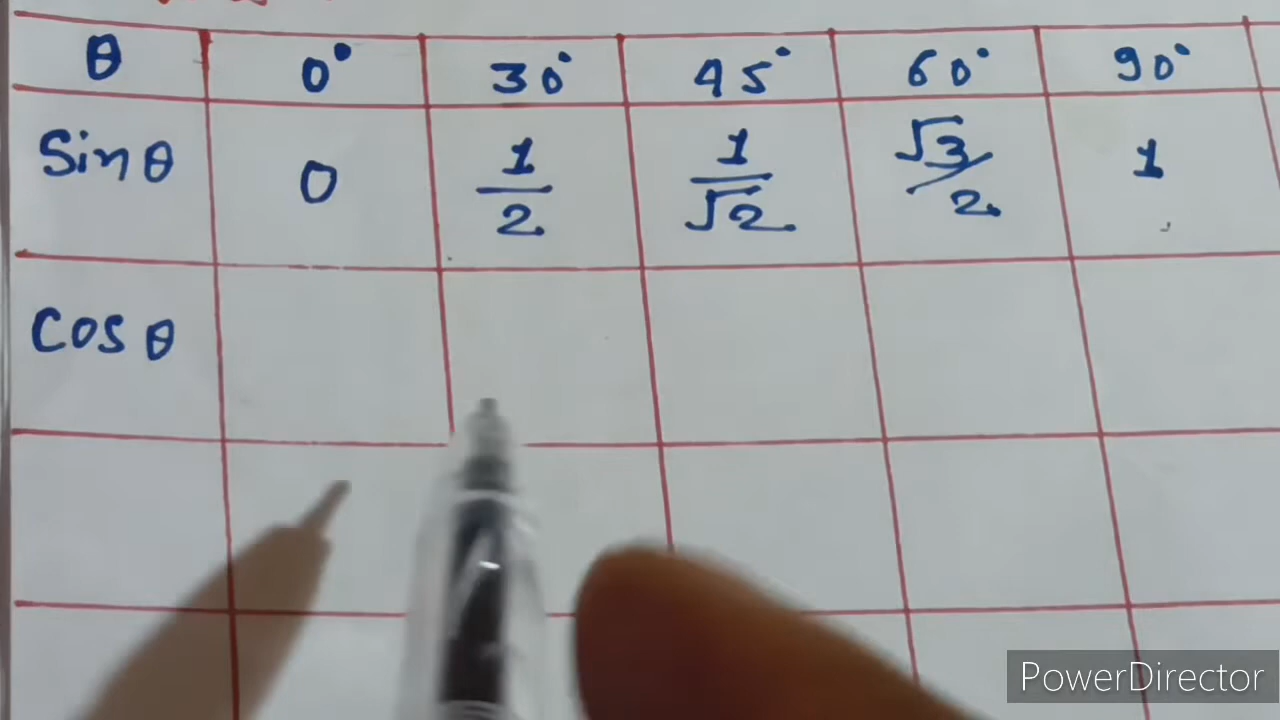 θ 0° 30° 45° 60° 90°
Sinθ 0 1/2 1/√2 √3/2 1
Cosθ
PowerDirector